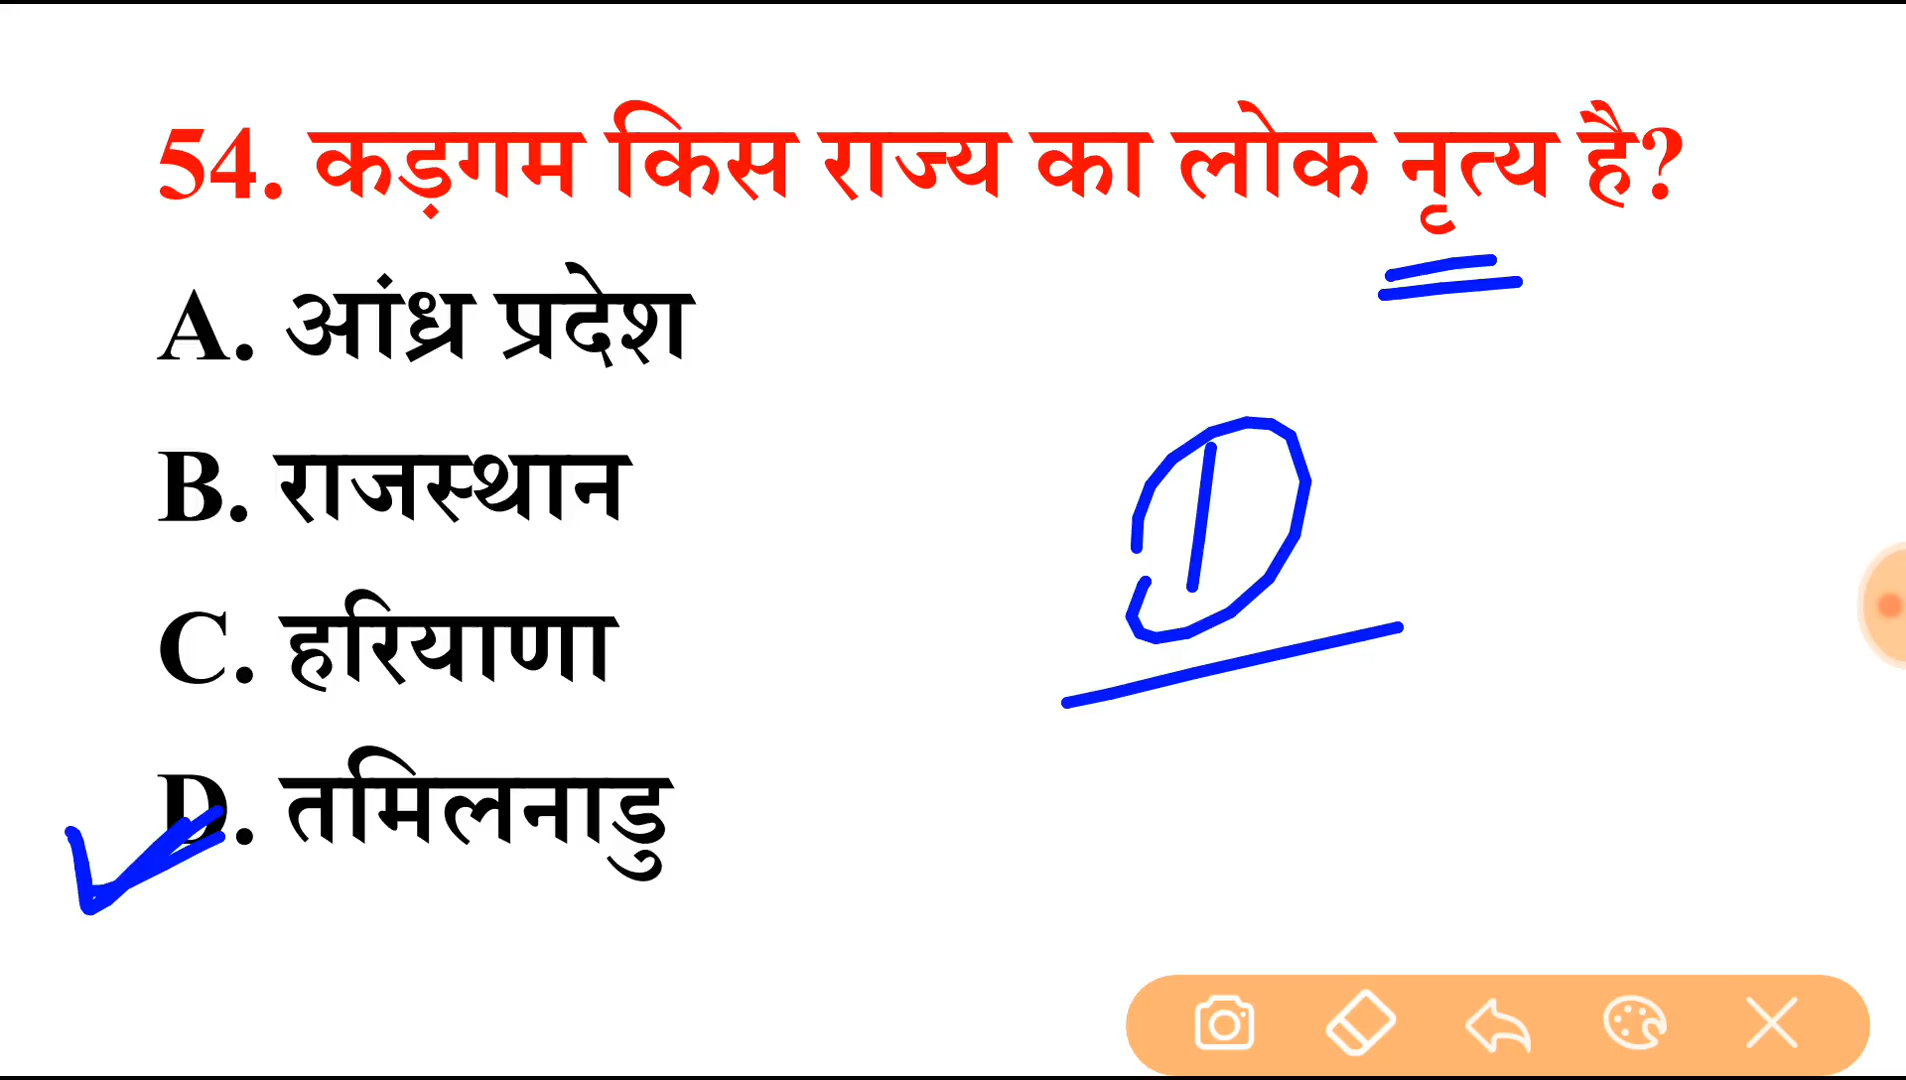 54. कड़गम किस राज्य का लोक नृत्य है?
A. आंध्र प्रदेश
B. राजस्थान
C. हरियाणा
D
D. तमिलनाडु